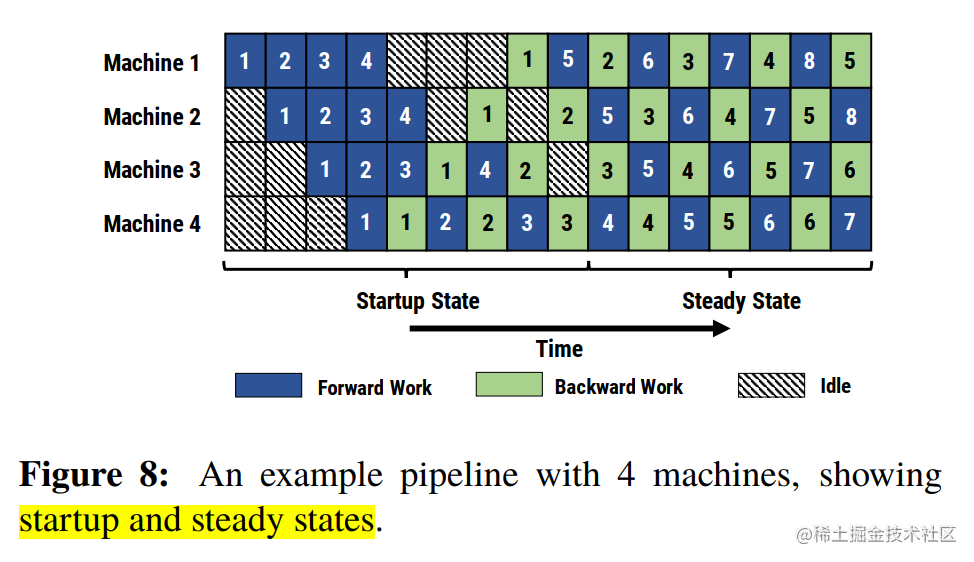 Machine 1 1 2 3 4 1 5 2 6 3 7 4 8 5
Machine 2 1 2 3 4 1 2 5 3 6 4 7 5 8
Machine 3 1 2 3 1 4 2 3 5 4 6 5 7 6
Machine 4 1 1 2 2 3 3 4 4 5 5 6 6 7
Startup State Steady State
Time
Forward Work Backward Work Idle
Figure 8: An example pipeline with 4 machines, showing
startup and steady states.
@稀土掘金技术社区